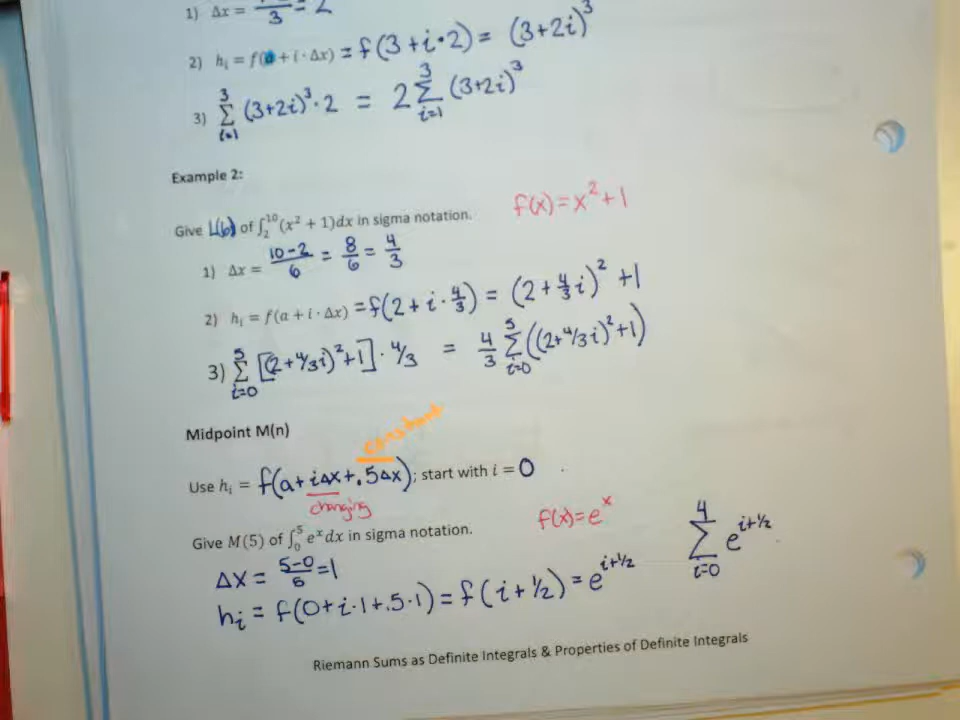 1) Δx = /3 = 2
2) hᵢ = f(a + i · Δx) = f(3 + i·2) = (3+2i)³
3) Σ_{i=1}^{3} (3+2i)³·2 = 2 Σ_{i=1}^{3} (3+2i)³
Example 2:
Give L(6) of ∫₂¹⁰ (x² + 1)dx in sigma notation. f(x) = x² + 1
1) Δx = (10-2)/6 = 8/6 = 4/3
2) hᵢ = f(a + i · Δx) = f(2 + i · 4/3) = (2 + 4/3 i)² + 1
3) Σ_{i=0}^{5} [(2+4/3i)²+1] · 4/3 = 4/3 Σ_{i=0}^{5} ((2+4/3i)²+1)
Midpoint M(n)
constant
Use hᵢ = f(a + iΔx + .5Δx); start with i = 0
changing
f(x) = eˣ
Give M(5) of ∫₀⁵ eˣdx in sigma notation.
Σ_{i=0}^{4} e^{i+1/2}
Δx = (5-0)/5 = 1
hᵢ = f(0+i·1+.5·1) = f(i+1/2) = e^{i+1/2}
Riemann Sums as Definite Integrals & Properties of Definite Integrals